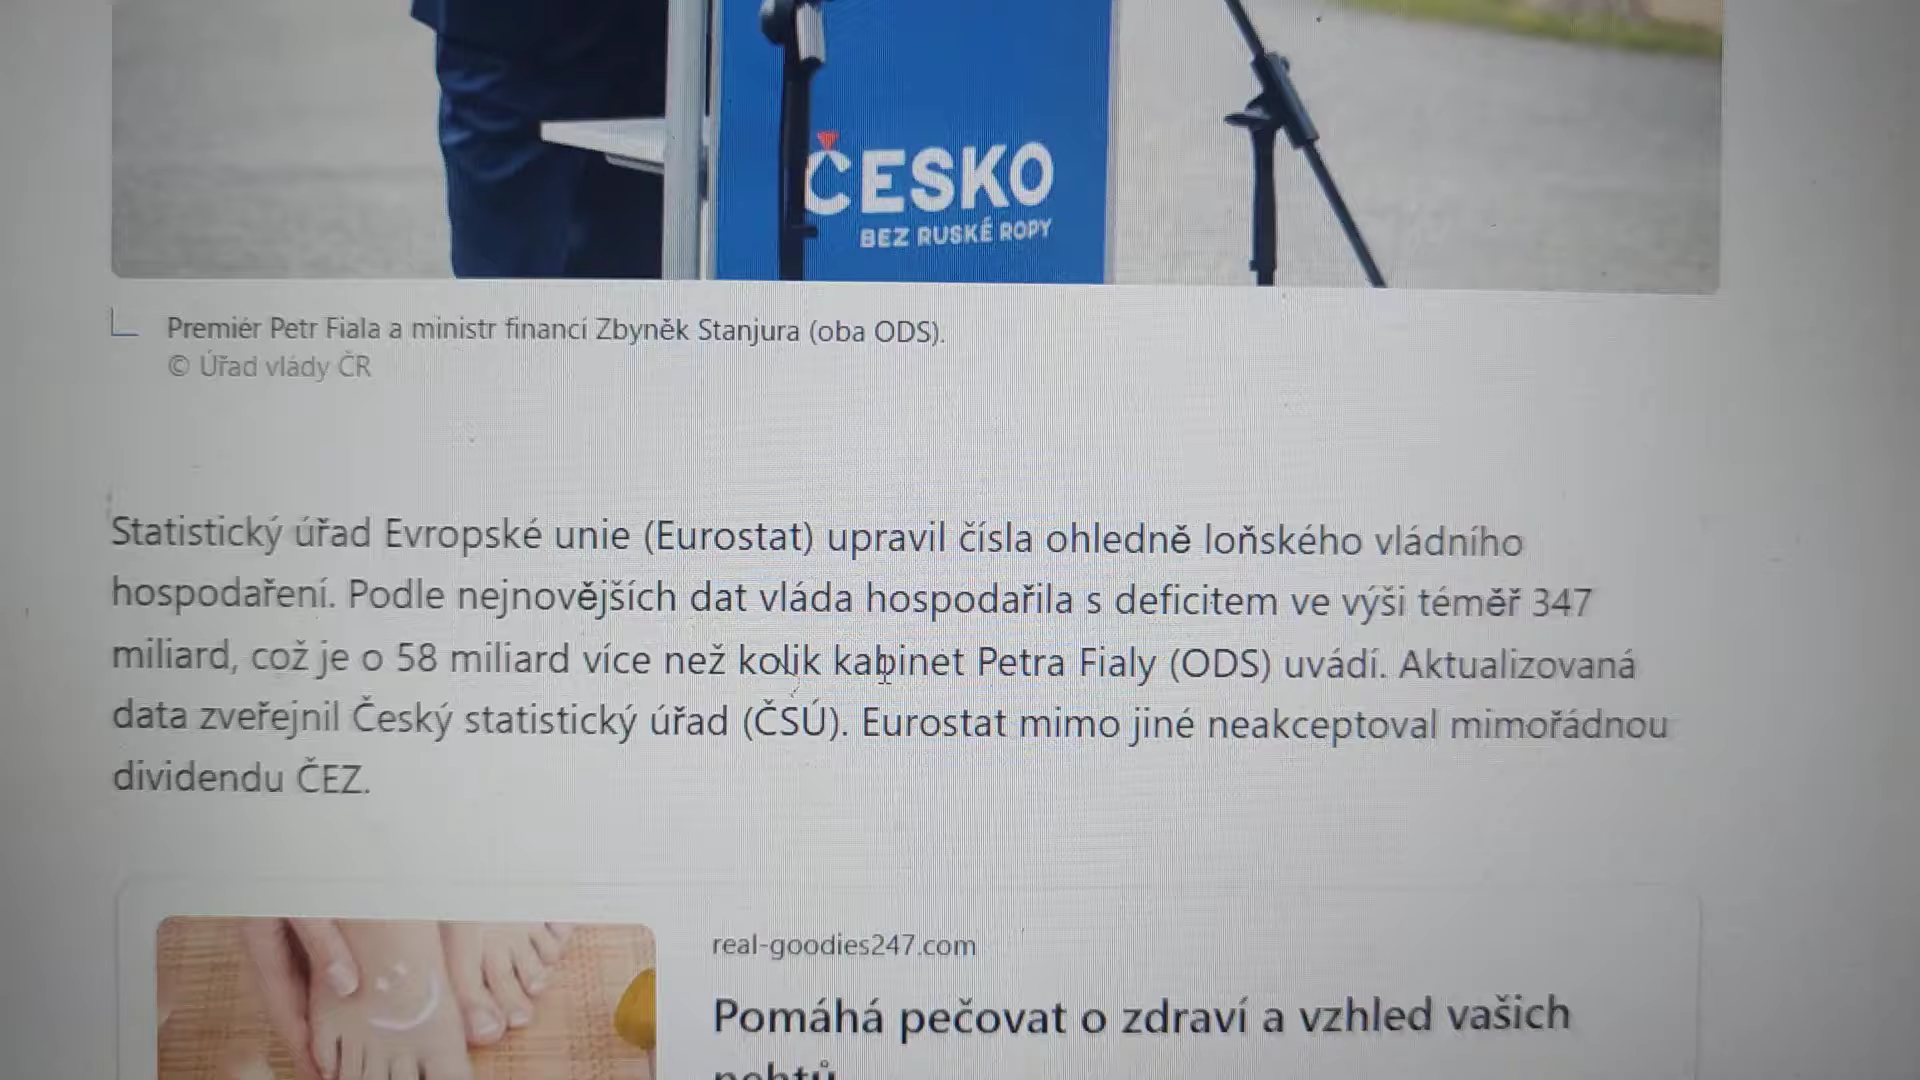 ČESKO
BEZ RUSKÉ ROPY
Premiér Petr Fiala a ministr financí Zbyněk Stanjura (oba ODS).
© Úřad vlády ČR
Statistický úřad Evropské unie (Eurostat) upravil čísla ohledně loňského vládního
hospodaření. Podle nejnovějších dat vláda hospodařila s deficitem ve výši téměř 347
miliard, což je o 58 miliard více než kolik kabinet Petra Fialy (ODS) uvádí. Aktualizovaná
data zveřejnil Český statistický úřad (ČSÚ). Eurostat mimo jiné neakceptoval mimořádnou
dividendu ČEZ.
real-goodies247.com
Pomáhá pečovat o zdraví a vzhled vašich